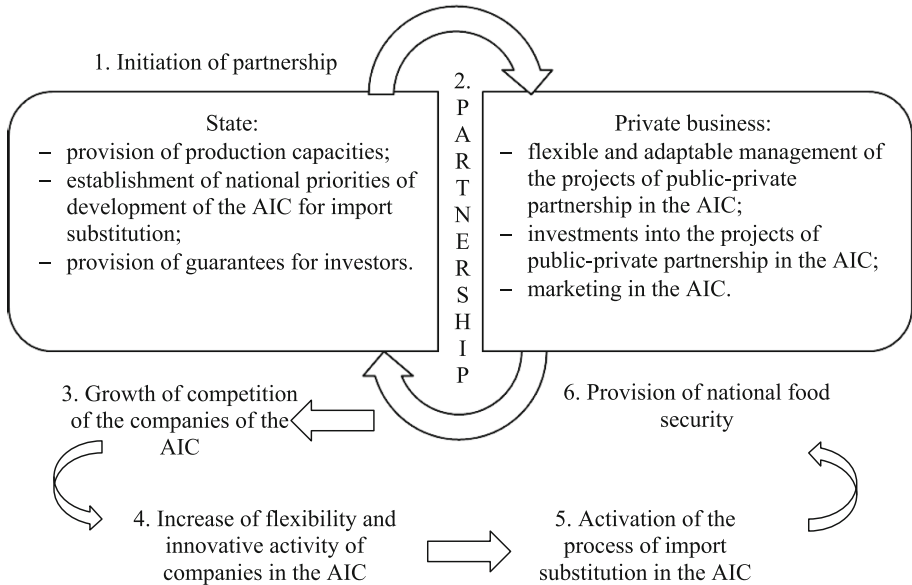 1. Initiation of partnership
State:
– provision of production capacities;
– establishment of national priorities of
development of the AIC for import
substitution;
– provision of guarantees for investors.
2.
P
A
R
T
N
E
R
S
H
I
P
Private business:
– flexible and adaptable management of
the projects of public-private
partnership in the AIC;
– investments into the projects of
public-private partnership in the AIC;
– marketing in the AIC.
3. Growth of competition
of the companies of the
AIC
4. Increase of flexibility and
innovative activity of
companies in the AIC
5. Activation of the
process of import
substitution in the AIC
6. Provision of national food
security